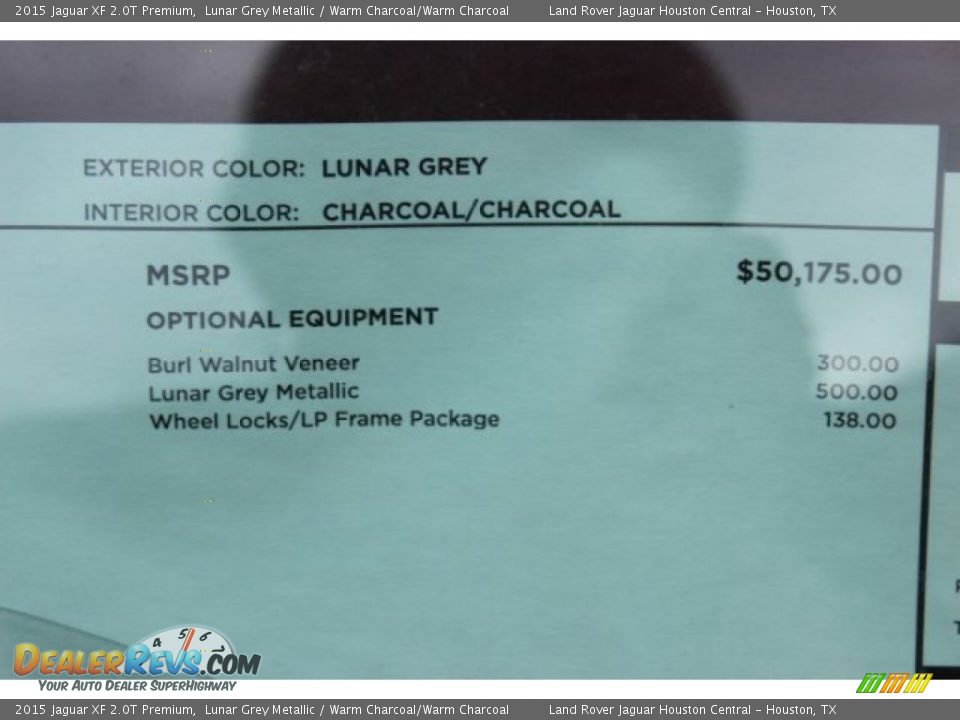 2015 Jaguar XF 2.0T Premium,  Lunar Grey Metallic / Warm Charcoal/Warm Charcoal    Land Rover Jaguar Houston Central – Houston, TX
EXTERIOR COLOR: LUNAR GREY
INTERIOR COLOR: CHARCOAL/CHARCOAL
MSRP $50,175.00
OPTIONAL EQUIPMENT
Burl Walnut Veneer 300.00
Lunar Grey Metallic 500.00
Wheel Locks/LP Frame Package 138.00
4 5 6
DEALERREVS.COM
YOUR AUTO DEALER SUPERHIGHWAY
2015 Jaguar XF 2.0T Premium,  Lunar Grey Metallic / Warm Charcoal/Warm Charcoal    Land Rover Jaguar Houston Central – Houston, TX